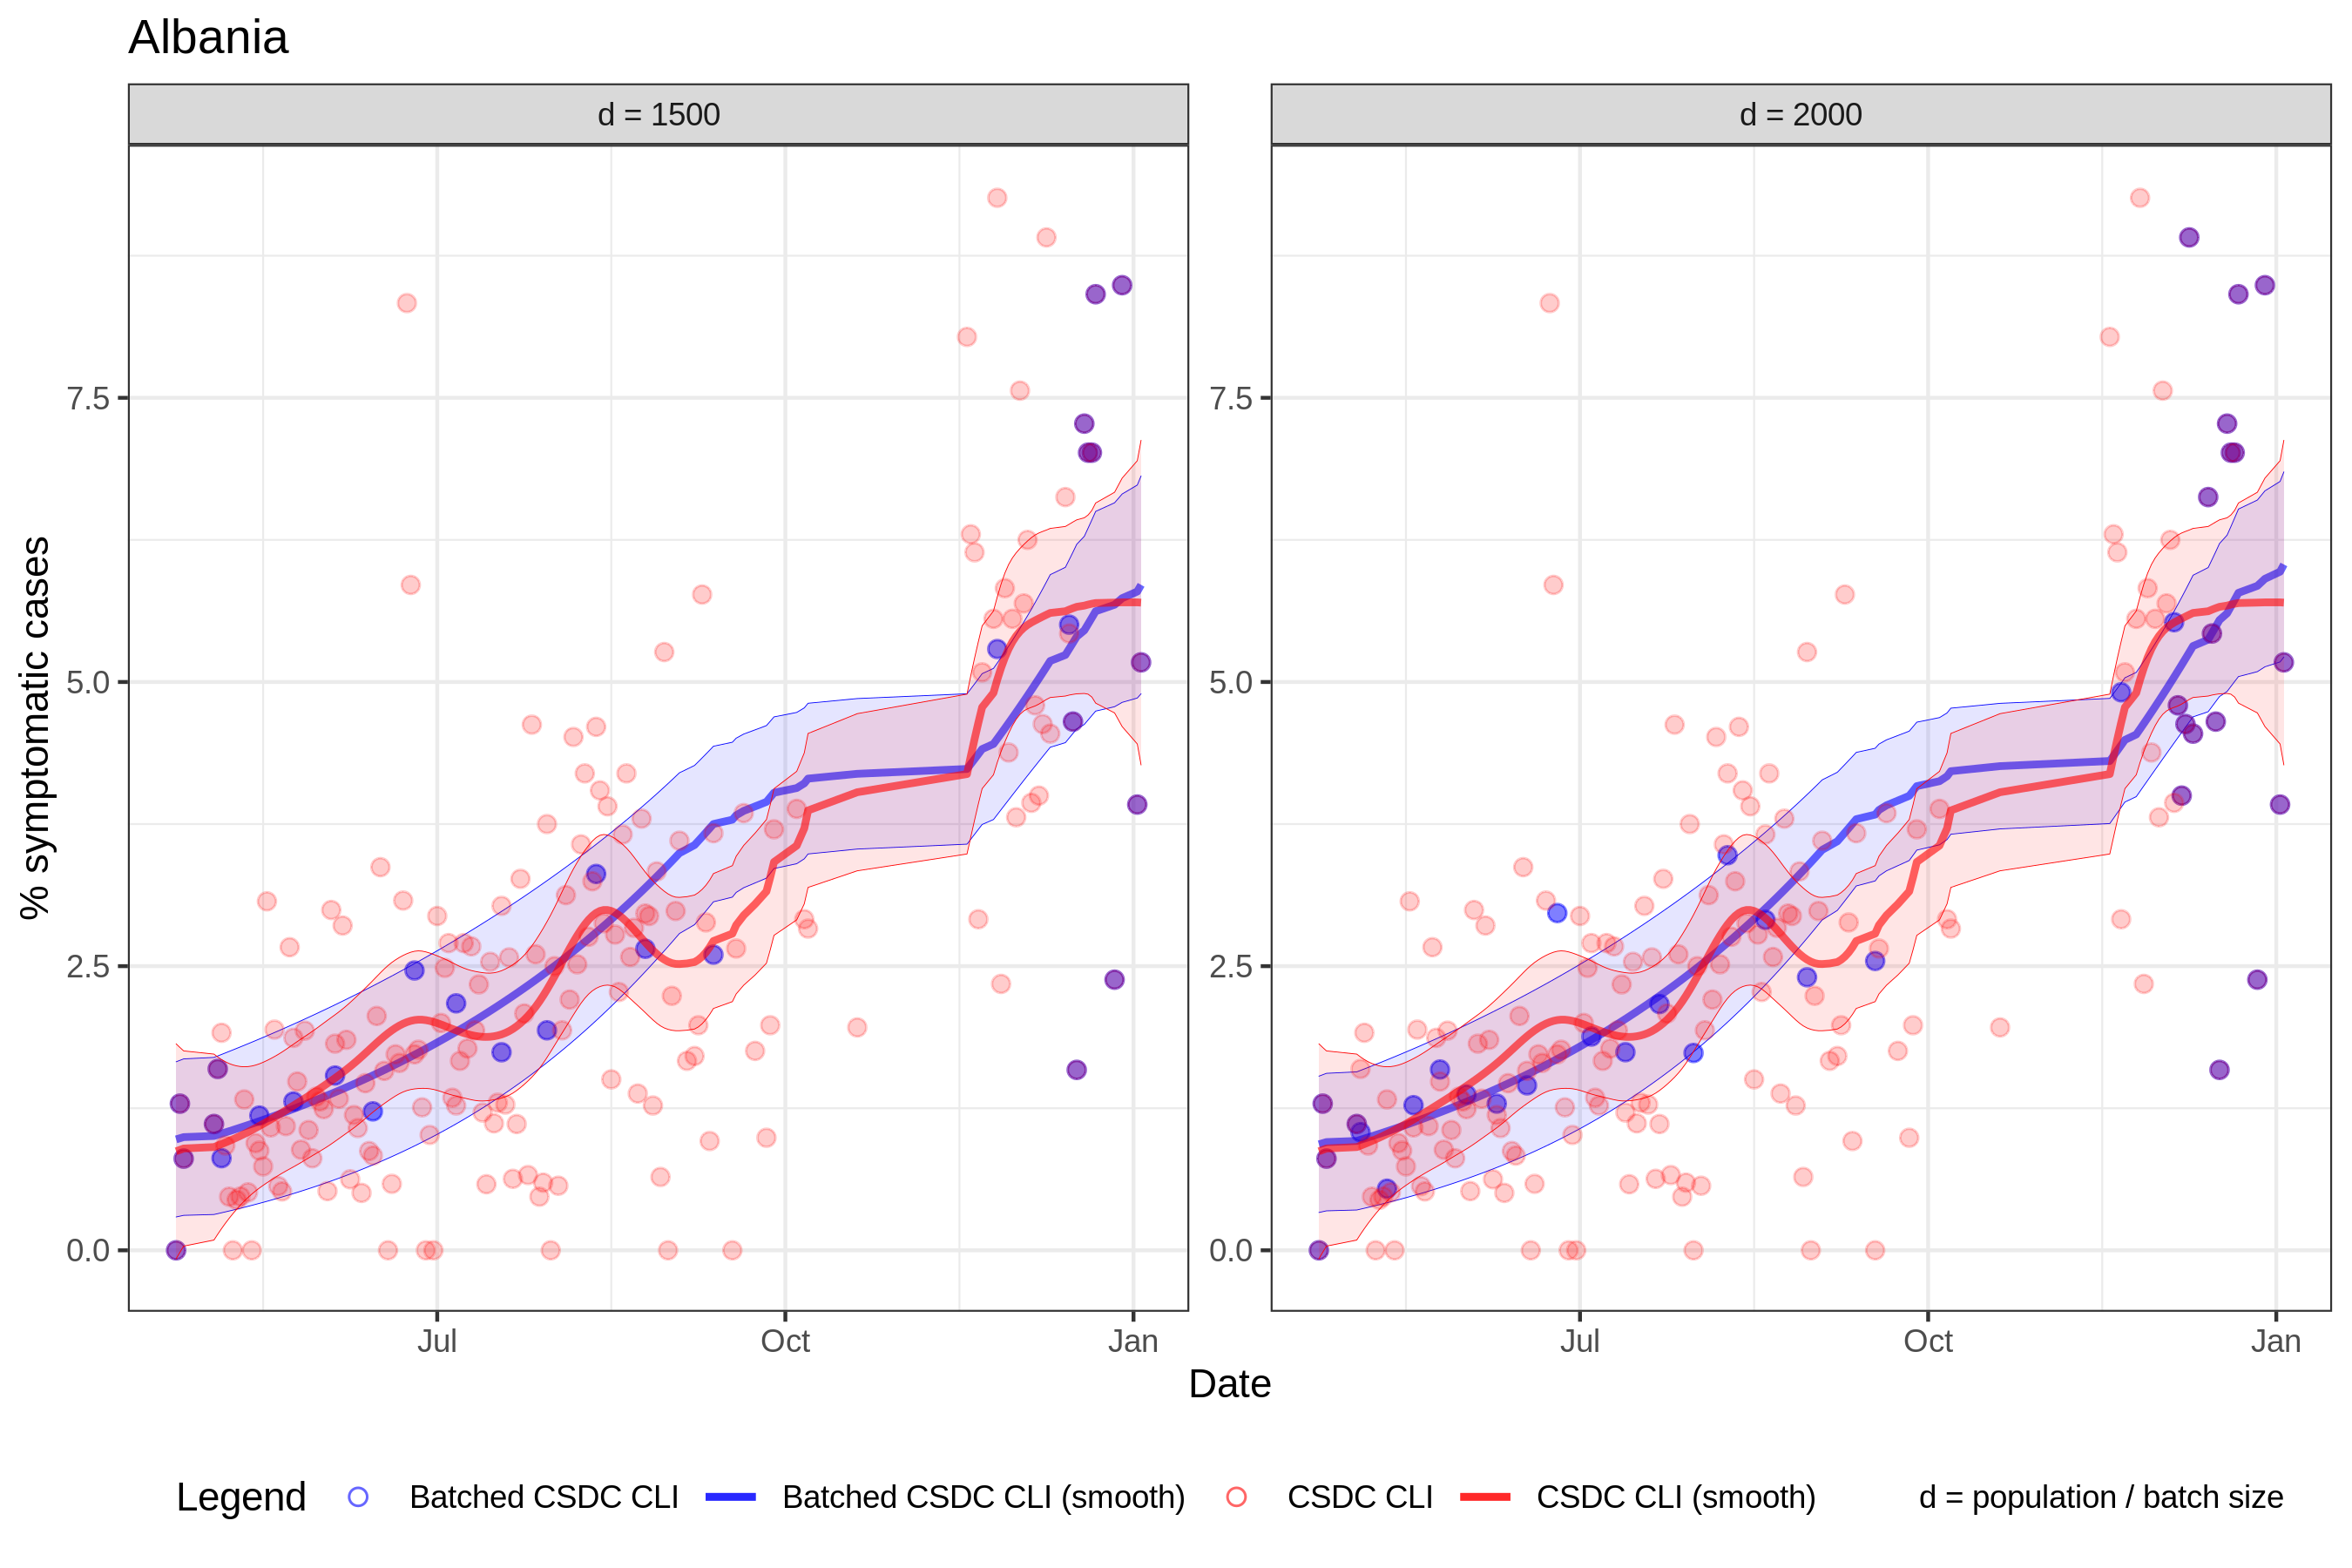 Albania
d = 1500
d = 2000
% symptomatic cases
7.5
5.0
2.5
0.0
7.5
5.0
2.5
0.0
Jul
Oct
Jan
Jul
Oct
Jan
Date
Legend
Batched CSDC CLI
Batched CSDC CLI (smooth)
CSDC CLI
CSDC CLI (smooth)
d = population / batch size